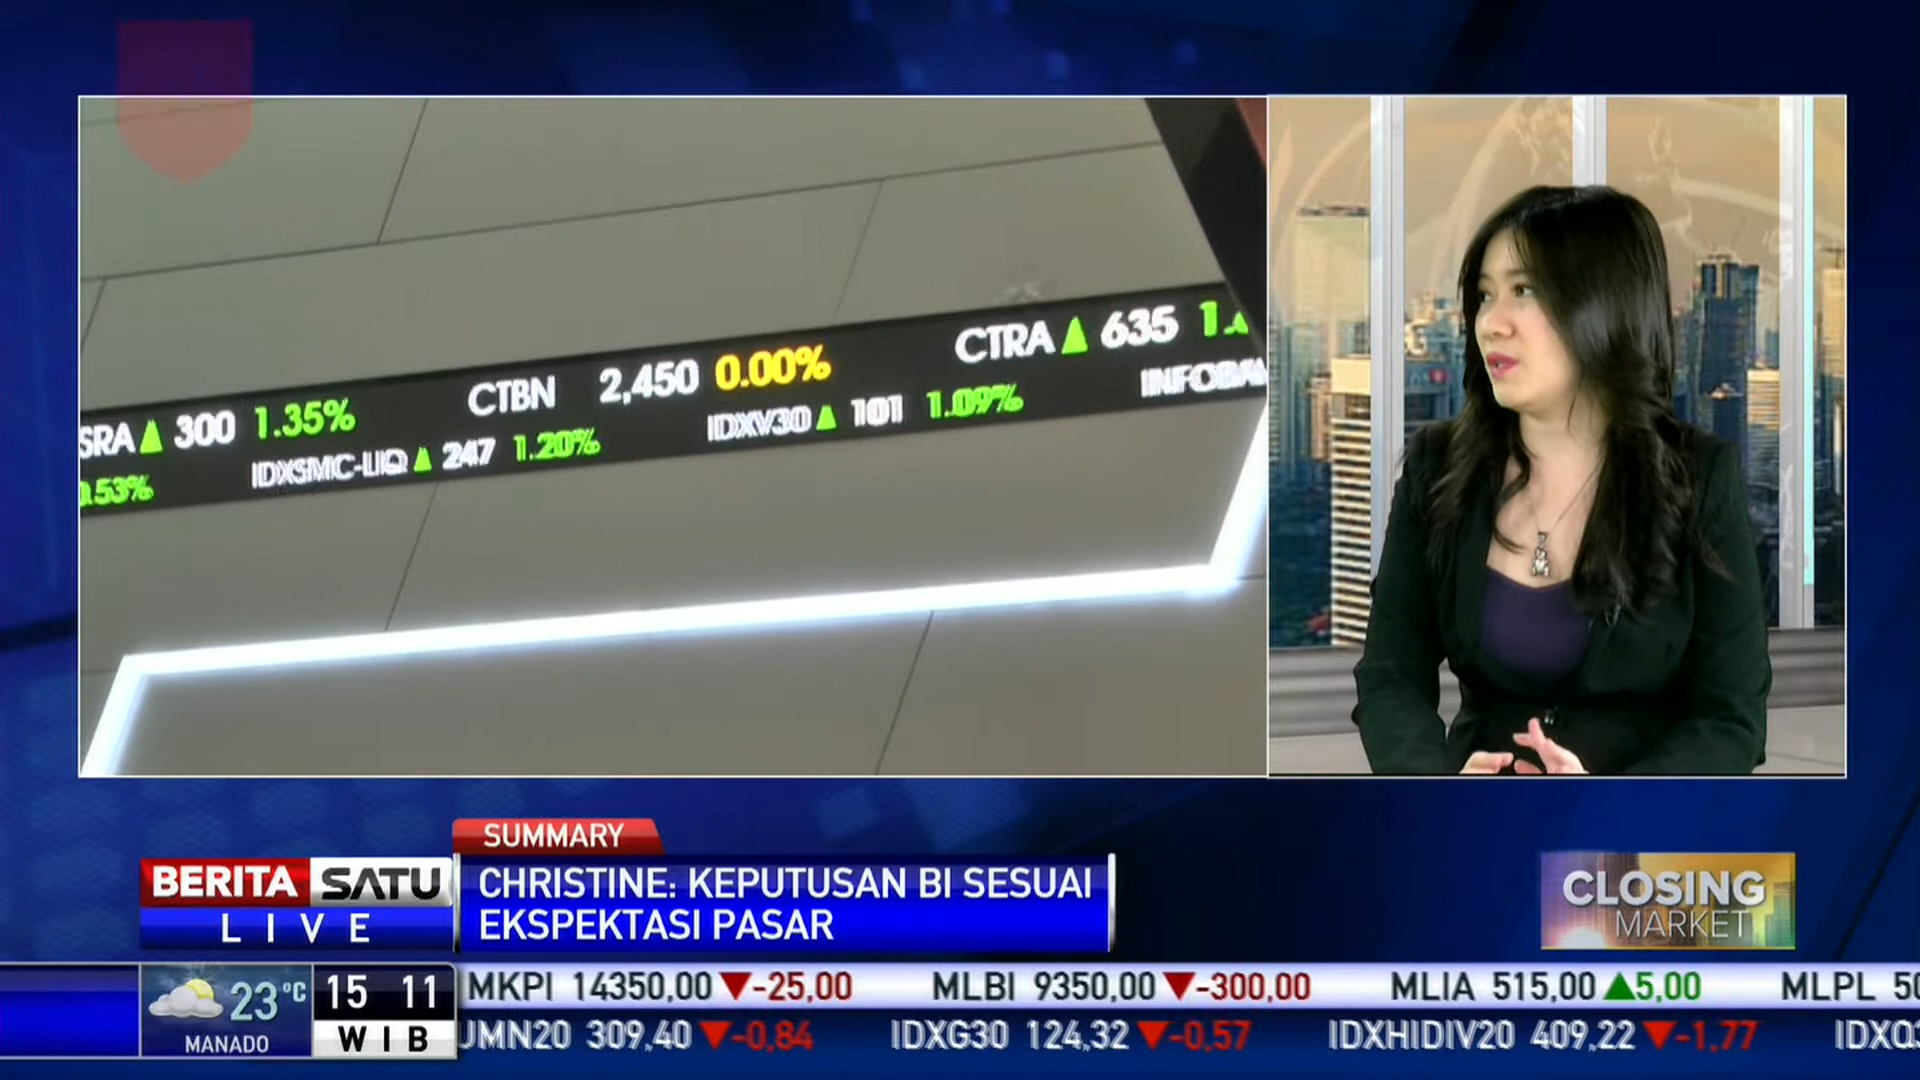 SRA ▲ 300 1.35% CTBN 2,450 0.00% CTRA ▲ 635
0.53% IDXSMC-LIQ ▲ 247 1.20% IDXV30 ▲ 101 1.09%
SUMMARY
BERITA SATU
LIVE
CHRISTINE: KEPUTUSAN BI SESUAI
EKSPEKTASI PASAR
CLOSING
MARKET
23°C
MANADO
15 11
WIB
MKPI 14350,00 ▼-25,00 MLBI 9350,00 ▼-300,00 MLIA 515,00 ▲5,00 MLPL 50
JMN20 309,40 ▼-0,84 IDXG30 124,32 ▼-0,57 IDXHIDIV20 409,22 ▼-1,77 IDXQ3